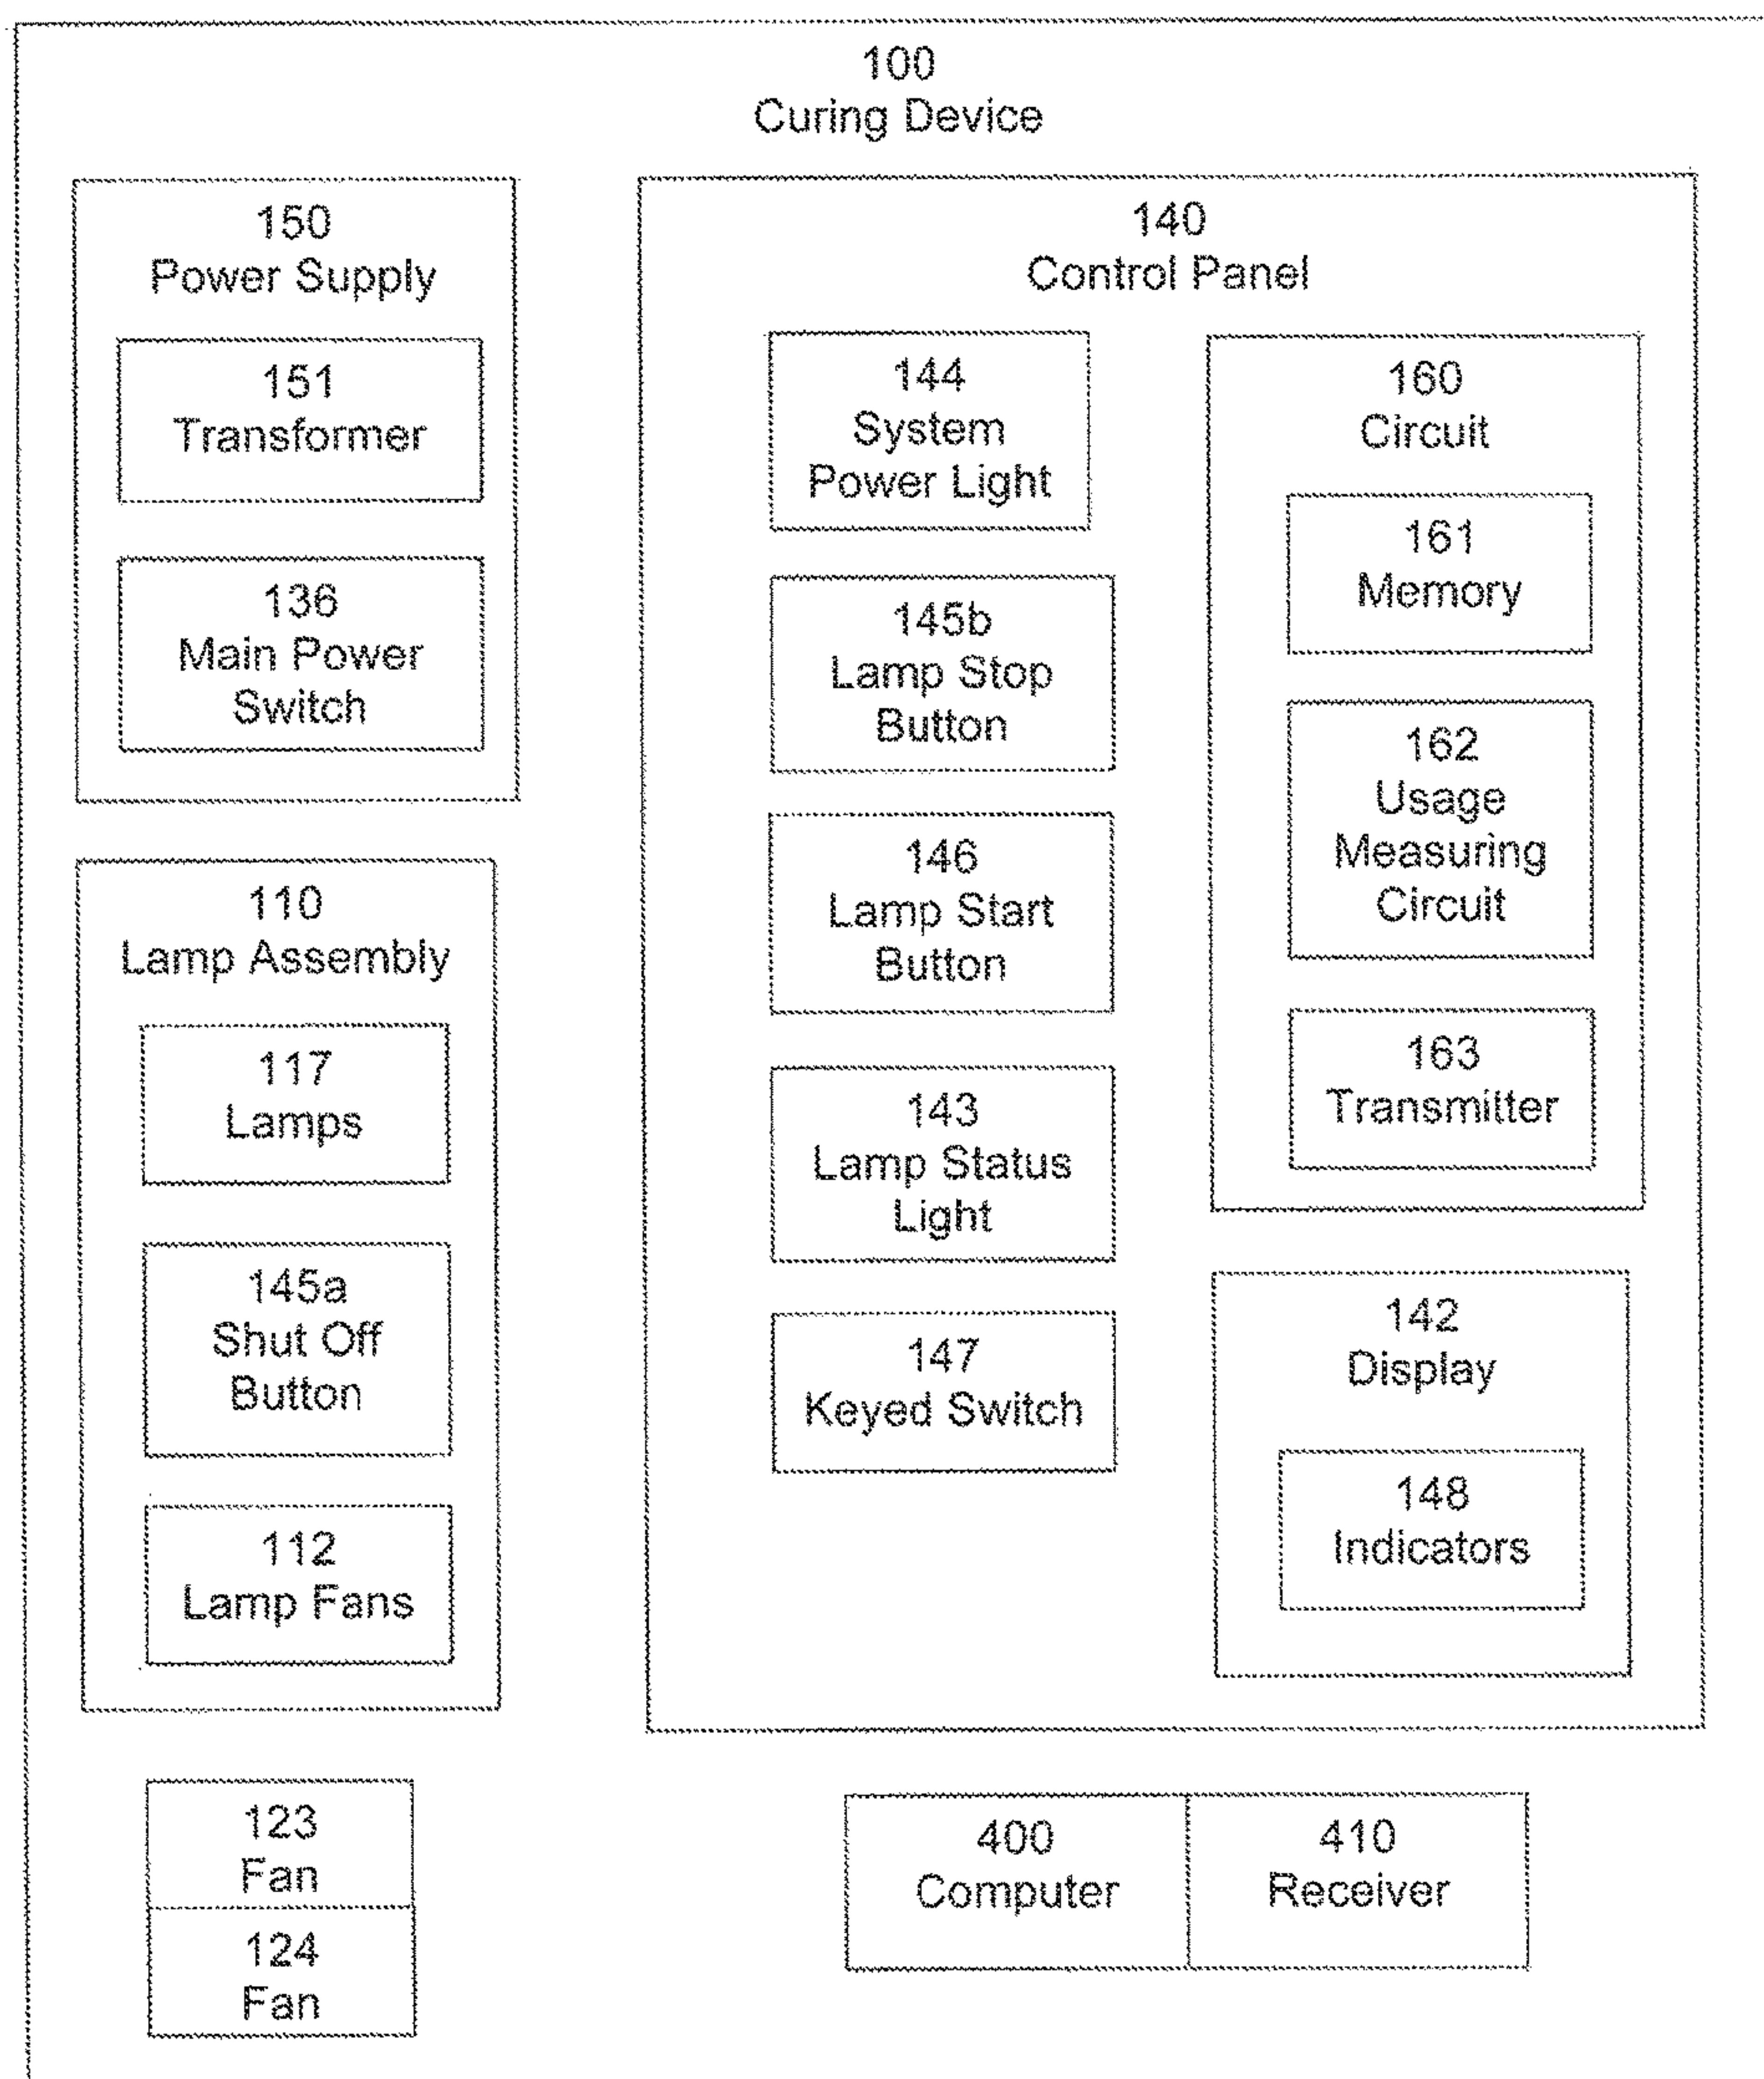 100
Curing Device
150
Power Supply
151
Transformer
136
Main Power
Switch
110
Lamp Assembly
117
Lamps
145a
Shut Off
Button
112
Lamp Fans
123
Fan
124
Fan
140
Control Panel
144
System
Power Light
145b
Lamp Stop
Button
146
Lamp Start
Button
143
Lamp Status
Light
147
Keyed Switch
160
Circuit
161
Memory
162
Usage
Measuring
Circuit
163
Transmitter
142
Display
148
Indicators
400
Computer
410
Receiver